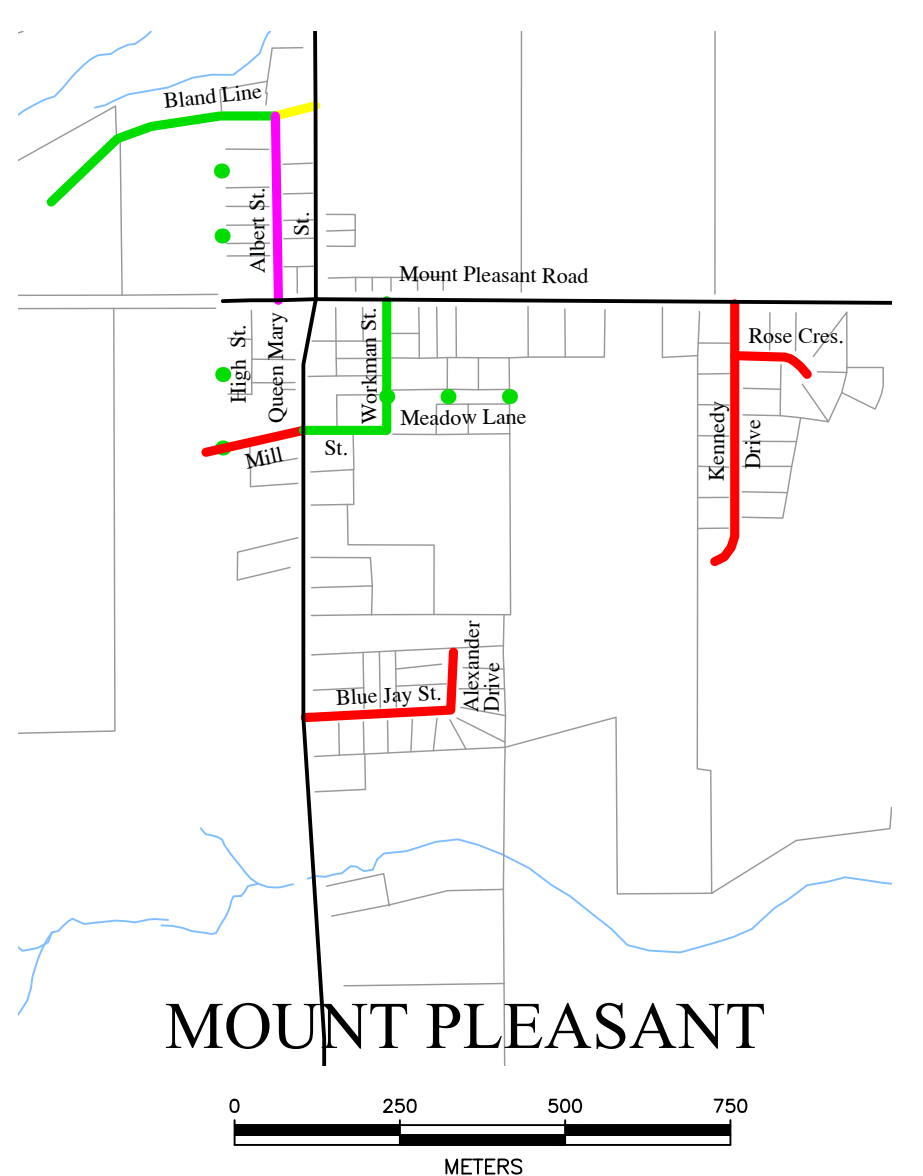 Bland Line
Albert St.
St.
Mount Pleasant Road
High St.
Queen Mary
Workman St.
Rose Cres.
Meadow Lane
Kennedy
Drive
Mill
St.
Alexander
Drive
Blue Jay St.
MOUNT PLEASANT
0 250 500 750
METERS